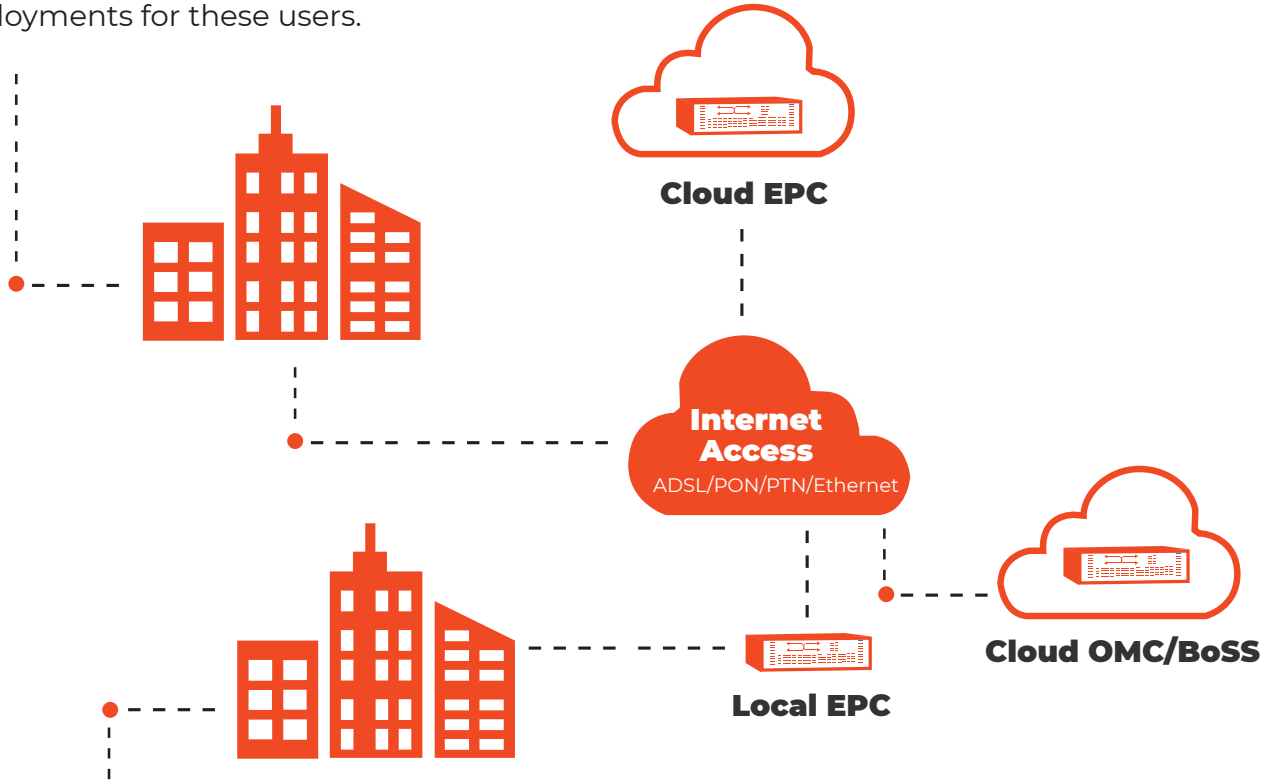 loyments for these users.
Cloud EPC
Internet
Access
ADSL/PON/PTN/Ethernet
Cloud OMC/BoSS
Local EPC